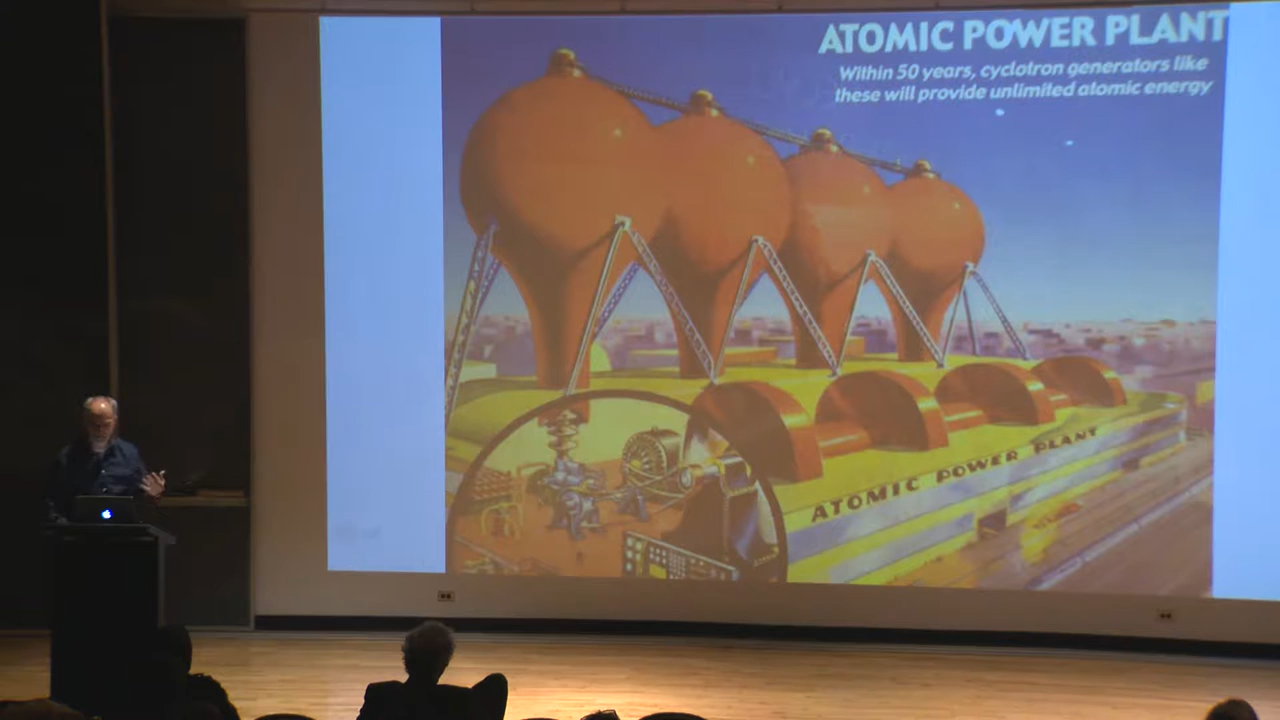 ATOMIC POWER PLANT
Within 50 years, cyclotron generators like
these will provide unlimited atomic energy
ATOMIC POWER PLANT